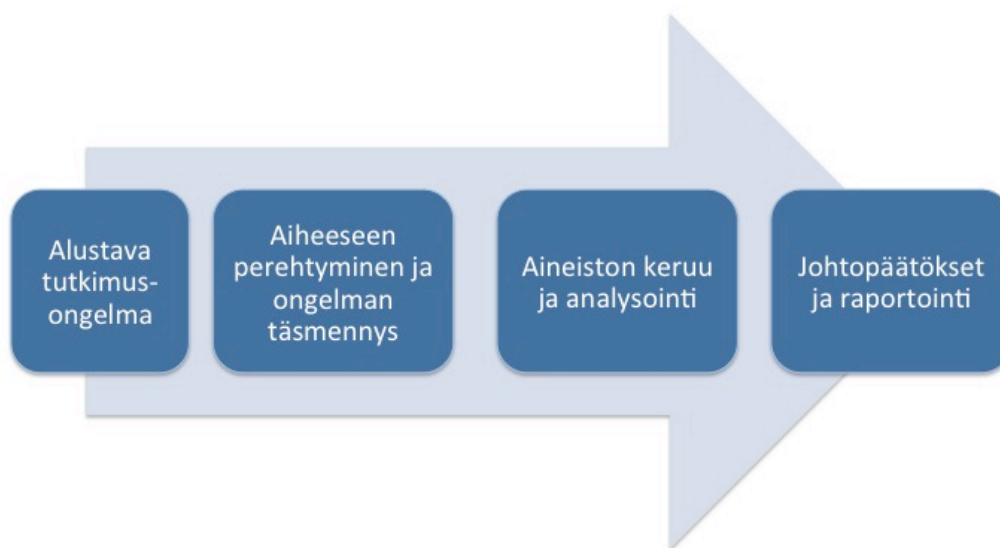 Alustava
tutkimus-
ongelma
Aiheeseen
perehtyminen ja
ongelman
täsmennys
Aineiston keruu
ja analysointi
Johtopäätökset
ja raportointi